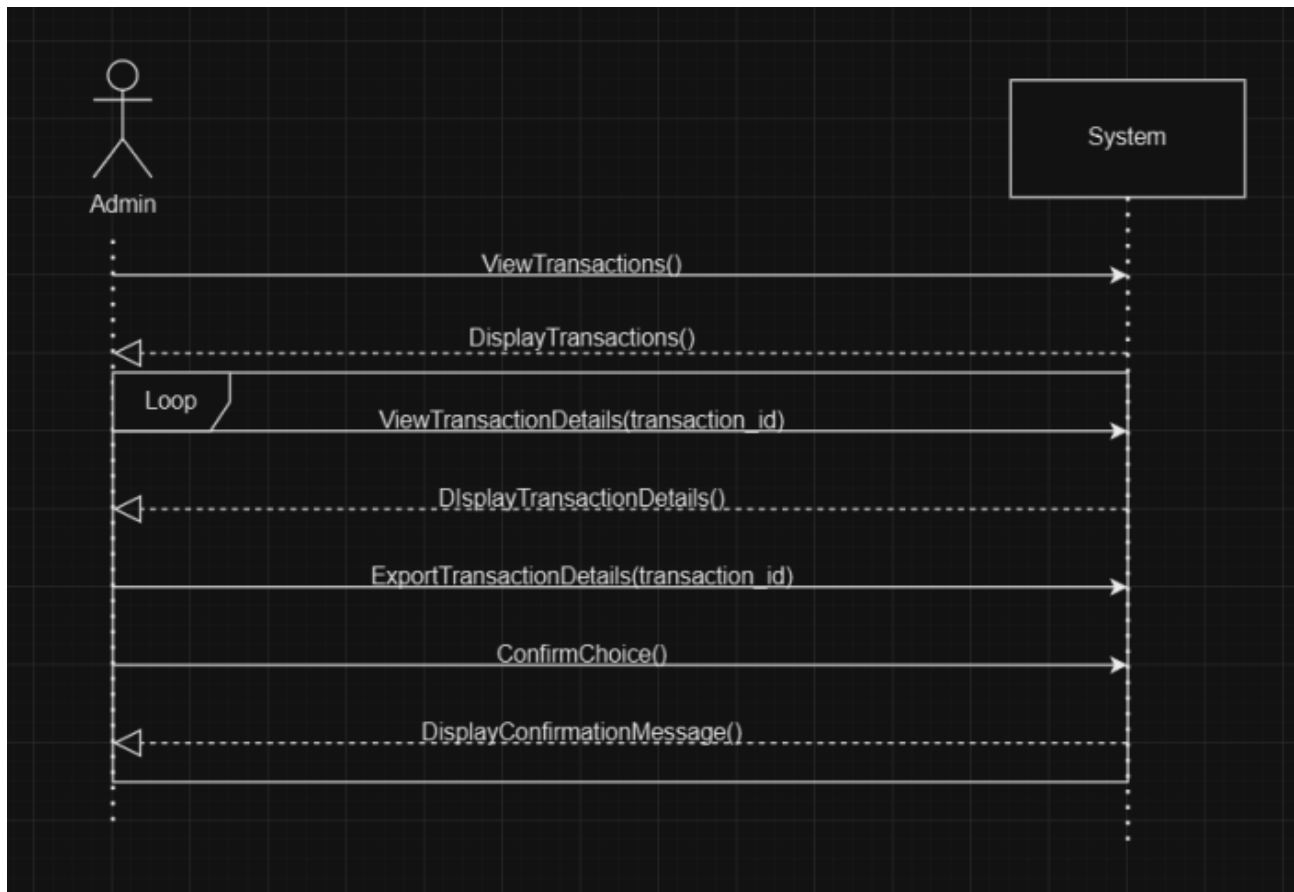 Admin
System
ViewTransactions()
DisplayTransactions()
Loop
ViewTransactionDetails(transaction_id)
DIsplayTransactionDetails()
ExportTransactionDetails(transaction_id)
ConfirmChoice()
DisplayConfirmationMessage()